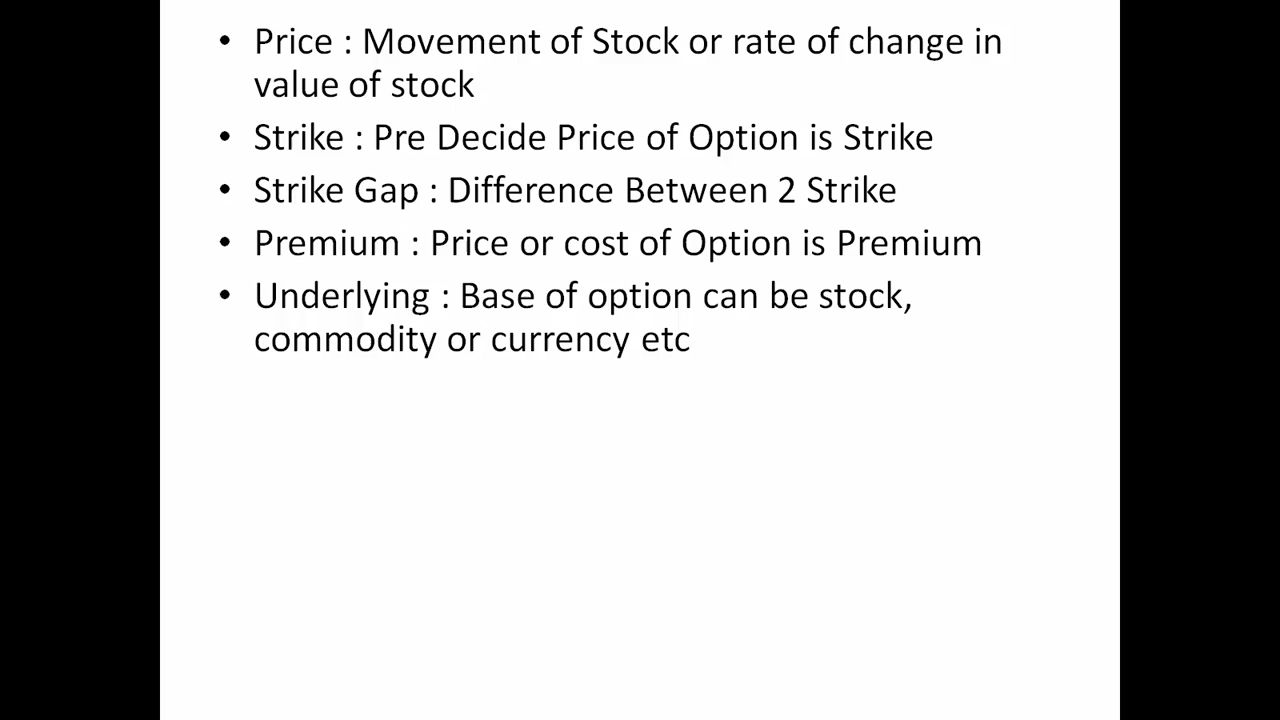 • Price : Movement of Stock or rate of change in
value of stock
• Strike : Pre Decide Price of Option is Strike
• Strike Gap : Difference Between 2 Strike
• Premium : Price or cost of Option is Premium
• Underlying : Base of option can be stock,
commodity or currency etc